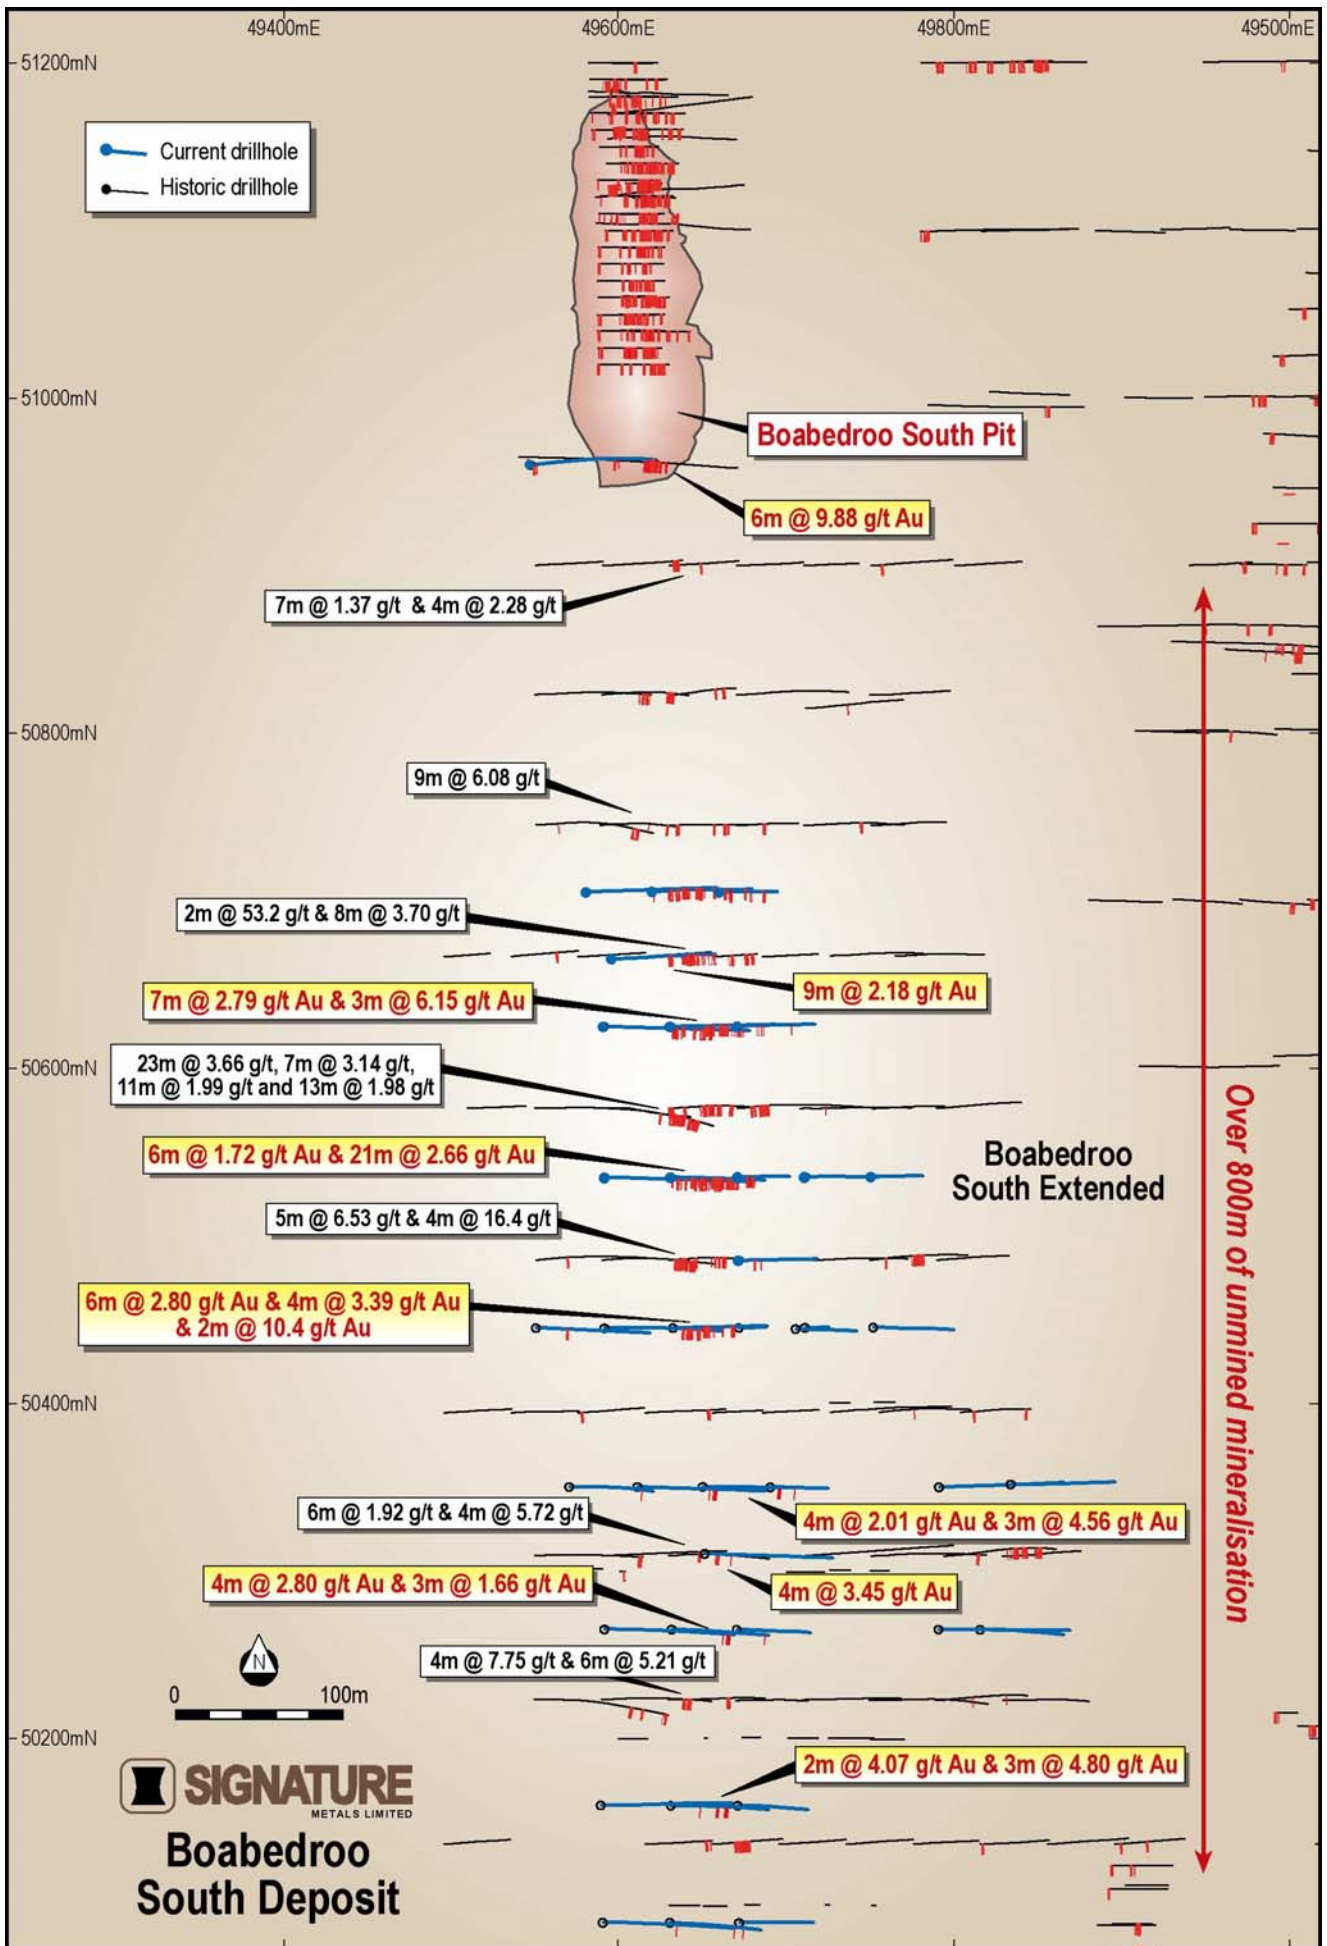 49400mE
49600mE
49800mE
49500mE
51200mN
Current drillhole
Historic drillhole
51000mN
Boabedroo South Pit
6m @ 9.88 g/t Au
7m @ 1.37 g/t & 4m @ 2.28 g/t
50800mN
9m @ 6.08 g/t
2m @ 53.2 g/t & 8m @ 3.70 g/t
9m @ 2.18 g/t Au
7m @ 2.79 g/t Au & 3m @ 6.15 g/t Au
50600mN
23m @ 3.66 g/t, 7m @ 3.14 g/t,
11m @ 1.99 g/t and 13m @ 1.98 g/t
6m @ 1.72 g/t Au & 21m @ 2.66 g/t Au
Boabedroo
South Extended
5m @ 6.53 g/t & 4m @ 16.4 g/t
6m @ 2.80 g/t Au & 4m @ 3.39 g/t Au
& 2m @ 10.4 g/t Au
Over 800m of unmined mineralisation
50400mN
6m @ 1.92 g/t & 4m @ 5.72 g/t
4m @ 2.01 g/t Au & 3m @ 4.56 g/t Au
4m @ 2.80 g/t Au & 3m @ 1.66 g/t Au
4m @ 3.45 g/t Au
4m @ 7.75 g/t & 6m @ 5.21 g/t
N
0 100m
50200mN
2m @ 4.07 g/t Au & 3m @ 4.80 g/t Au
SIGNATURE
METALS LIMITED
Boabedroo
South Deposit